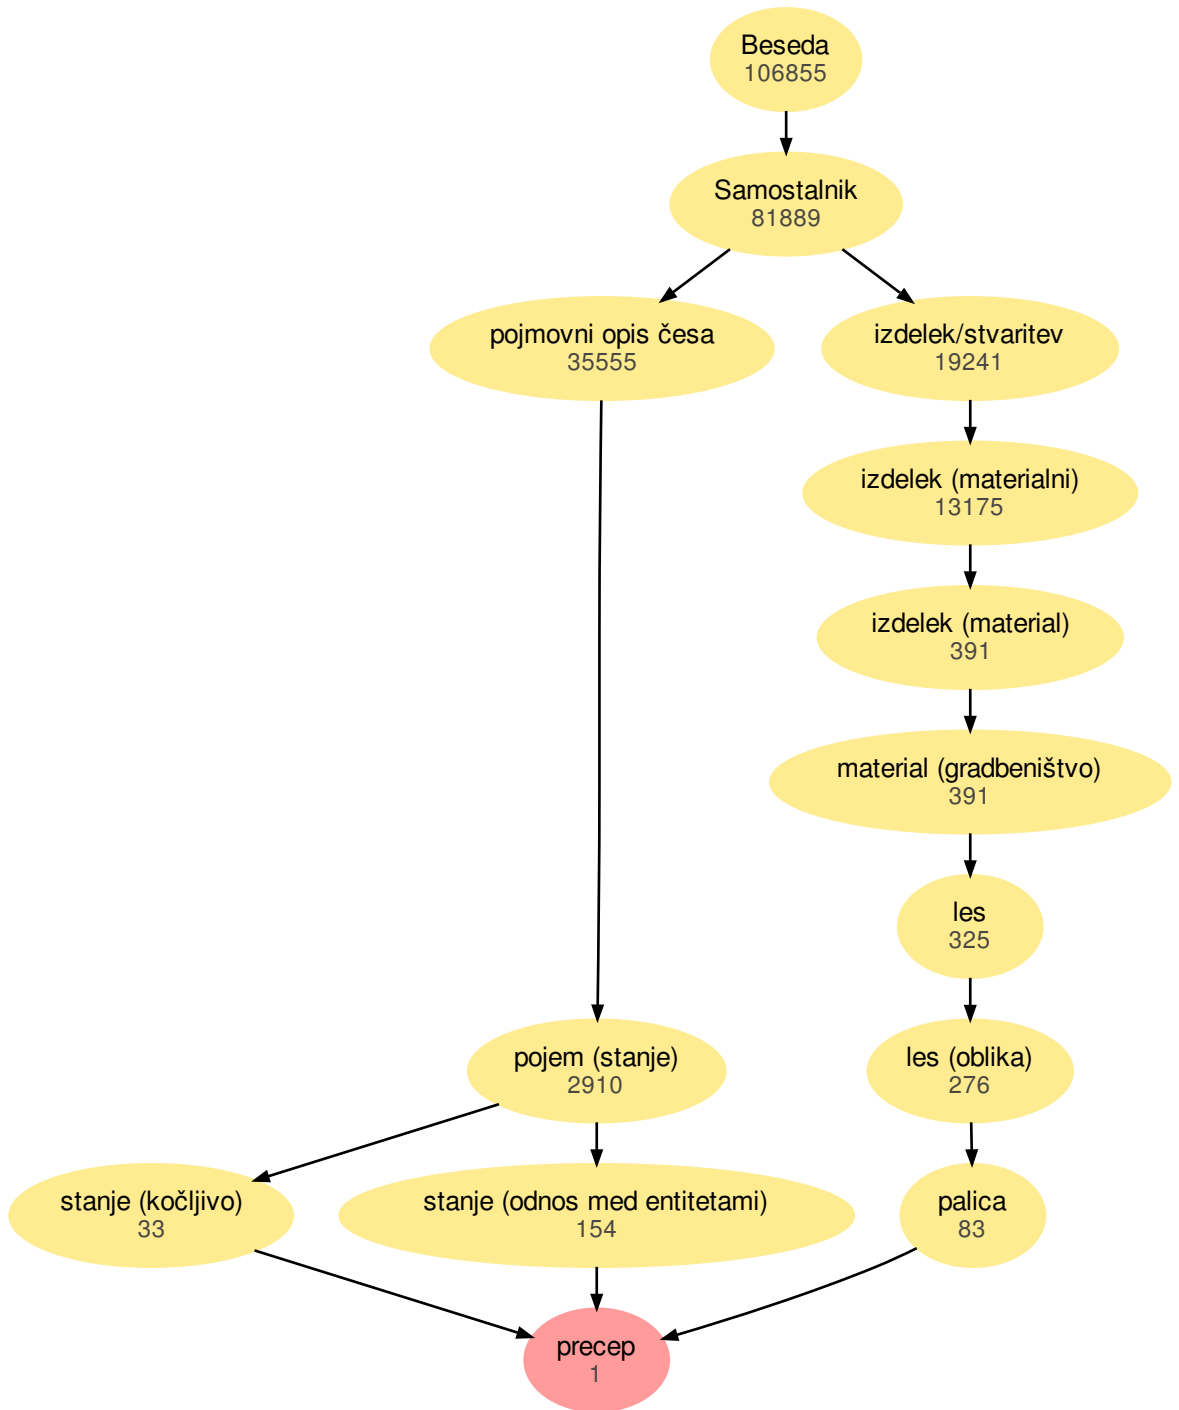 Beseda
106855
Samostalnik
81889
pojmovni opis česa
35555
izdelek/stvaritev
19241
izdelek (materialni)
13175
izdelek (material)
391
material (gradbeništvo)
391
les
325
pojem (stanje)
2910
les (oblika)
276
stanje (kočljivo)
33
stanje (odnos med entitetami)
154
palica
83
precep
1